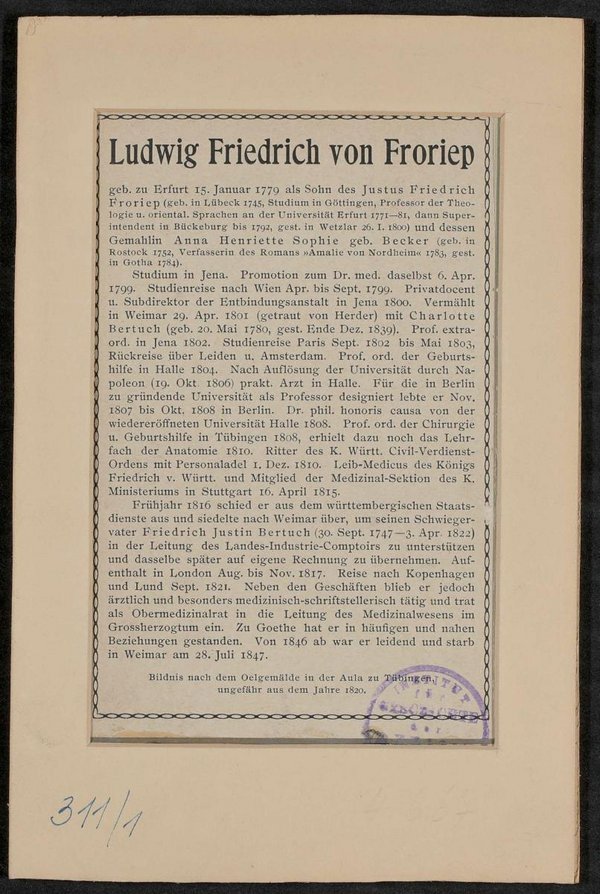 Ludwig Friedrich von Froriep
geb. zu Erfurt 15. Januar 1779 als Sohn des Justus Friedrich
Froriep (geb. in Lübeck 1745, Studium in Göttingen, Professor der Theo-
logie u. oriental. Sprachen an der Universität Erfurt 1771—81, dann Super-
intendent in Bückeburg bis 1792, gest. in Wetzlar 26. I. 1800) und dessen
Gemahlin Anna Henriette Sophie geb. Becker (geb. in
Rostock 1752, Verfasserin des Romans »Amalie von Nordheim« 1783, gest.
in Gotha 1784).
Studium in Jena. Promotion zum Dr. med. daselbst 6. Apr.
1799. Studienreise nach Wien Apr. bis Sept. 1799. Privatdocent
u. Subdirektor der Entbindungsanstalt in Jena 1800. Vermählt
in Weimar 29. Apr. 1801 (getraut von Herder) mit Charlotte
Bertuch (geb. 20. Mai 1780, gest. Ende Dez. 1839). Prof. extra-
ord. in Jena 1802. Studienreise Paris Sept. 1802 bis Mai 1803,
Rückreise über Leiden u. Amsterdam. Prof. ord. der Geburts-
hilfe in Halle 1804. Nach Auflösung der Universität durch Na-
poleon (19. Okt. 1806) prakt. Arzt in Halle. Für die in Berlin
zu gründende Universität als Professor designiert lebte er Nov.
1807 bis Okt. 1808 in Berlin. Dr. phil. honoris causa von der
wiedereröffneten Universität Halle 1808. Prof. ord. der Chirurgie
u. Geburtshilfe in Tübingen 1808, erhielt dazu noch das Lehr-
fach der Anatomie 1810. Ritter des K. Württ. Civil-Verdienst-
Ordens mit Personaladel 1. Dez. 1810. Leib-Medicus des Königs
Friedrich v. Württ. und Mitglied der Medizinal-Sektion des K.
Ministeriums in Stuttgart 16. April 1815.
Frühjahr 1816 schied er aus dem württembergischen Staats-
dienste aus und siedelte nach Weimar über, um seinen Schwieger-
vater Friedrich Justin Bertuch (30. Sept. 1747—3. Apr. 1822)
in der Leitung des Landes-Industrie-Comptoirs zu unterstützen
und dasselbe später auf eigene Rechnung zu übernehmen. Auf-
enthalt in London Aug. bis Nov. 1817. Reise nach Kopenhagen
und Lund Sept. 1821. Neben den Geschäften blieb er jedoch
ärztlich und besonders medizinisch-schriftstellerisch tätig und trat
als Obermedizinalrat in die Leitung des Medizinalwesens im
Grossherzogtum ein. Zu Goethe hat er in häufigen und nahen
Beziehungen gestanden. Von 1846 ab war er leidend und starb
in Weimar am 28. Juli 1847.
Bildnis nach dem Oelgemälde in der Aula zu Tübingen,
ungefähr aus dem Jahre 1820.
INSTITUT
311/1